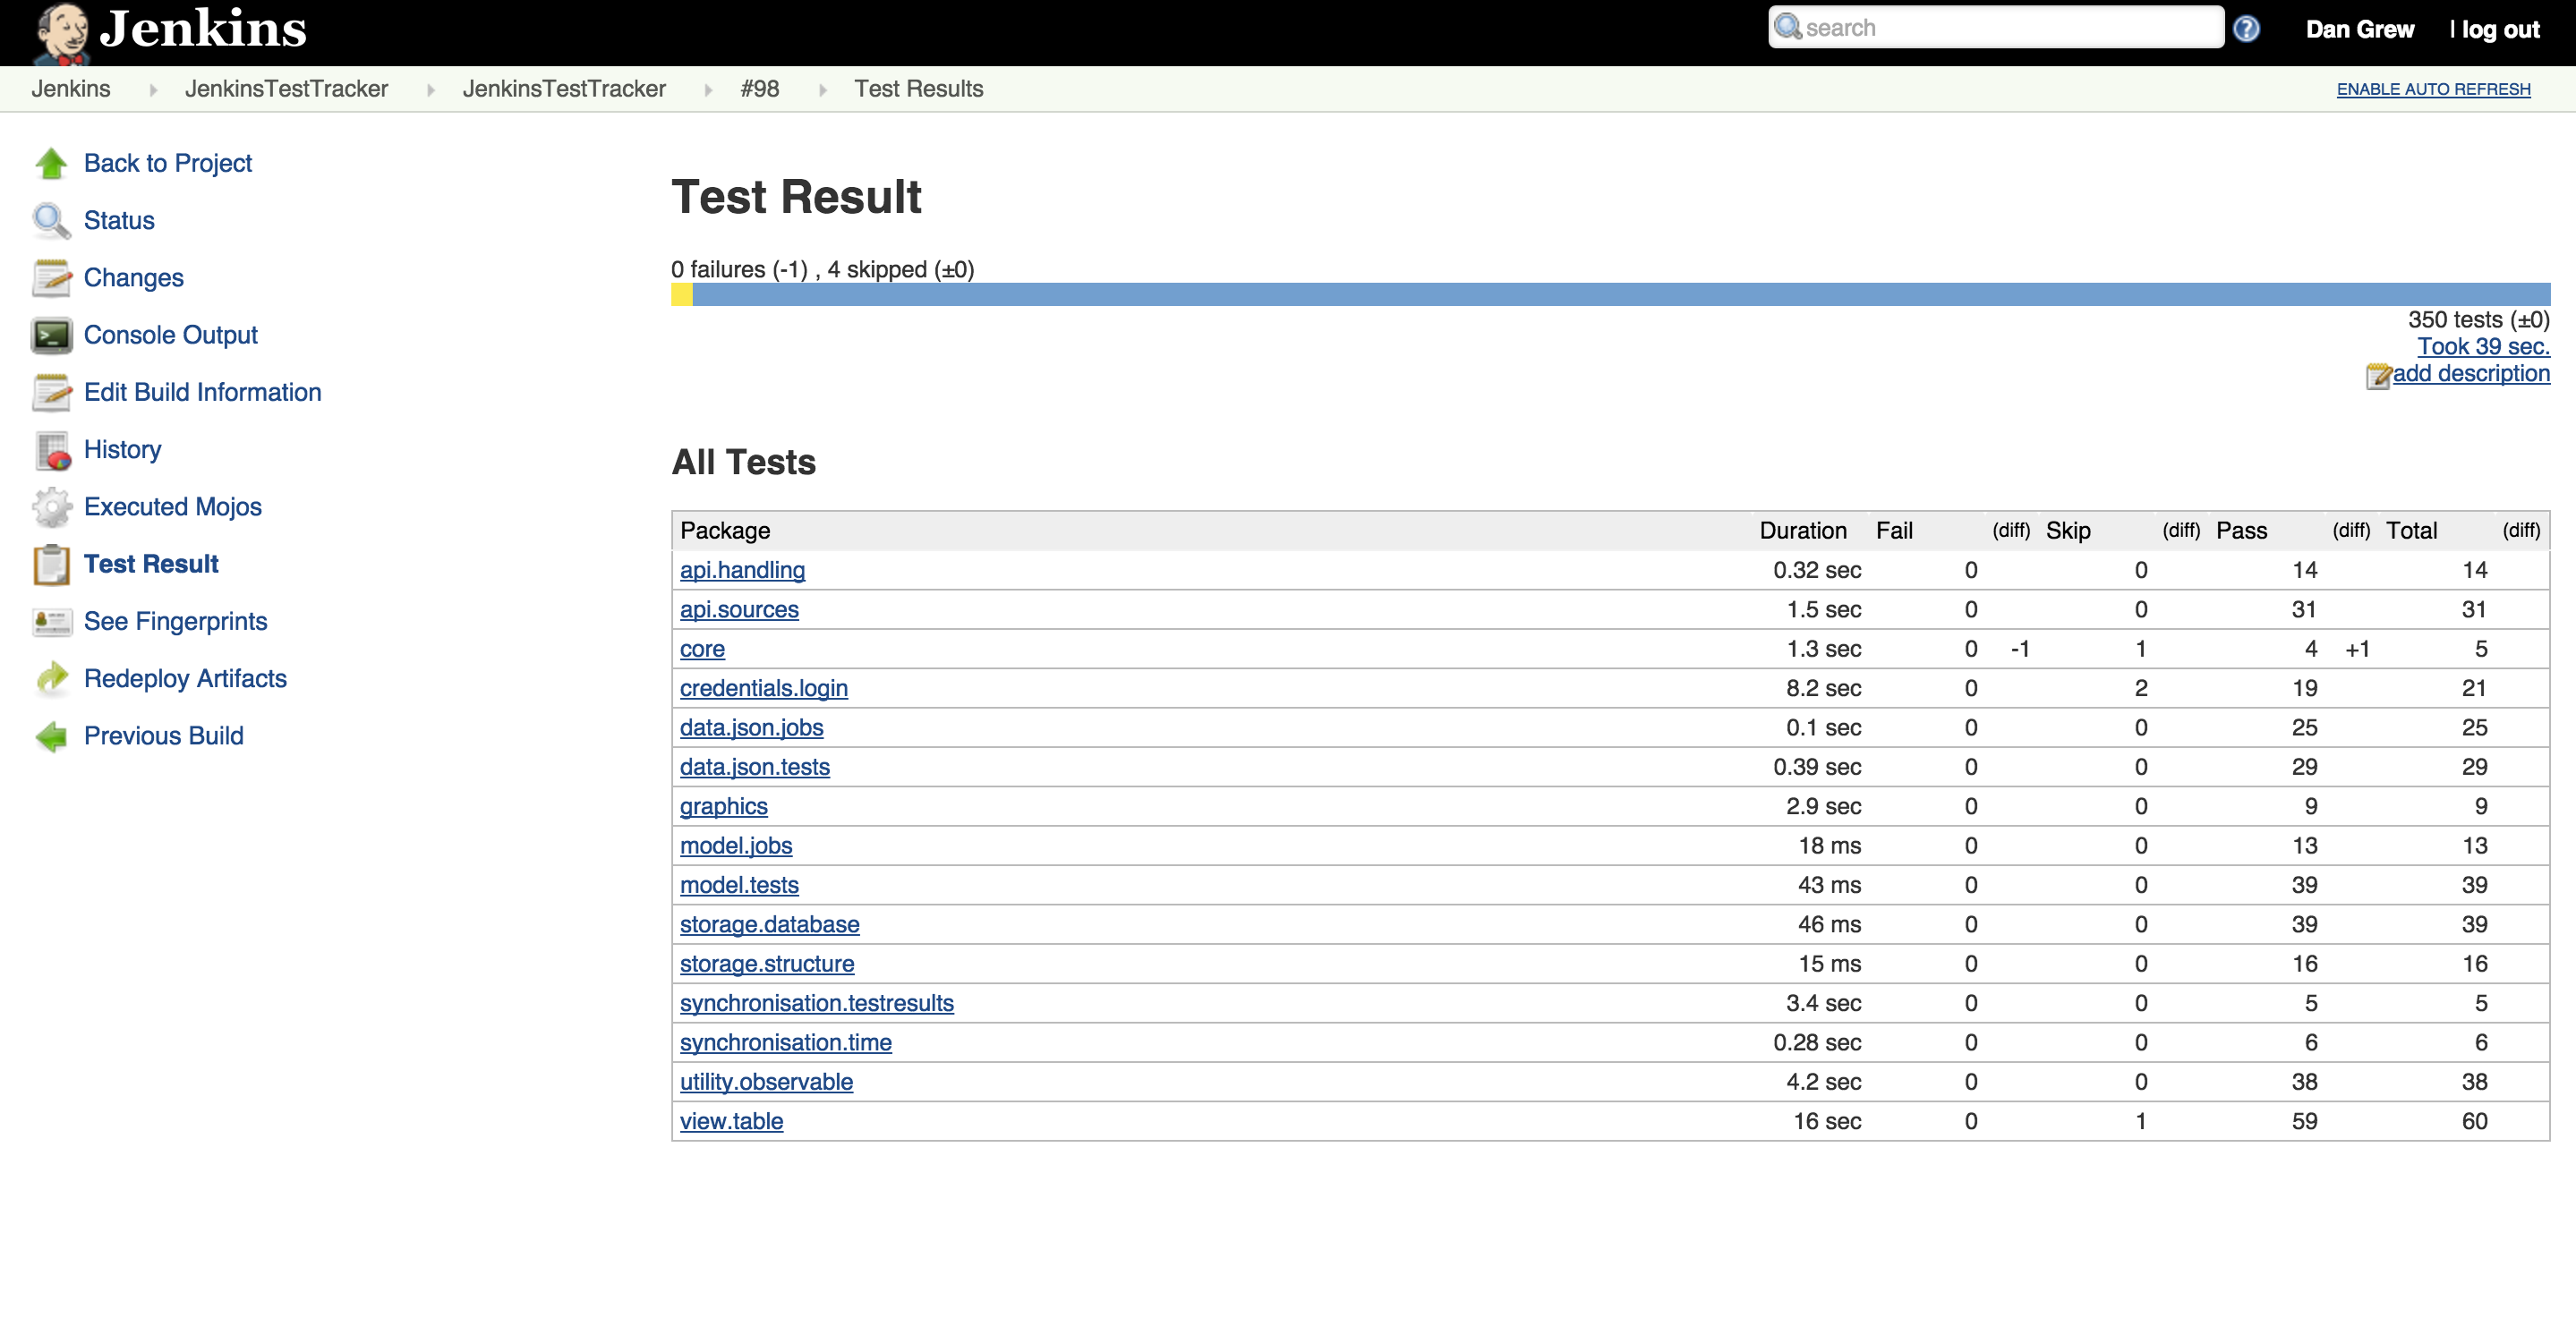 Jenkins
search
Dan Grew | log out
Jenkins JenkinsTestTracker JenkinsTestTracker #98 Test Results
ENABLE AUTO REFRESH
Back to Project
Status
Changes
Console Output
Edit Build Information
History
Executed Mojos
Test Result
See Fingerprints
Redeploy Artifacts
Previous Build
Test Result
0 failures (-1) , 4 skipped (±0)
350 tests (±0)
Took 39 sec.
add description
All Tests
Package Duration Fail (diff) Skip (diff) Pass (diff) Total (diff)
api.handling 0.32 sec 0 0 14 14
api.sources 1.5 sec 0 0 31 31
core 1.3 sec 0 -1 1 4 +1 5
credentials.login 8.2 sec 0 2 19 21
data.json.jobs 0.1 sec 0 0 25 25
data.json.tests 0.39 sec 0 0 29 29
graphics 2.9 sec 0 0 9 9
model.jobs 18 ms 0 0 13 13
model.tests 43 ms 0 0 39 39
storage.database 46 ms 0 0 39 39
storage.structure 15 ms 0 0 16 16
synchronisation.testresults 3.4 sec 0 0 5 5
synchronisation.time 0.28 sec 0 0 6 6
utility.observable 4.2 sec 0 0 38 38
view.table 16 sec 0 1 59 60